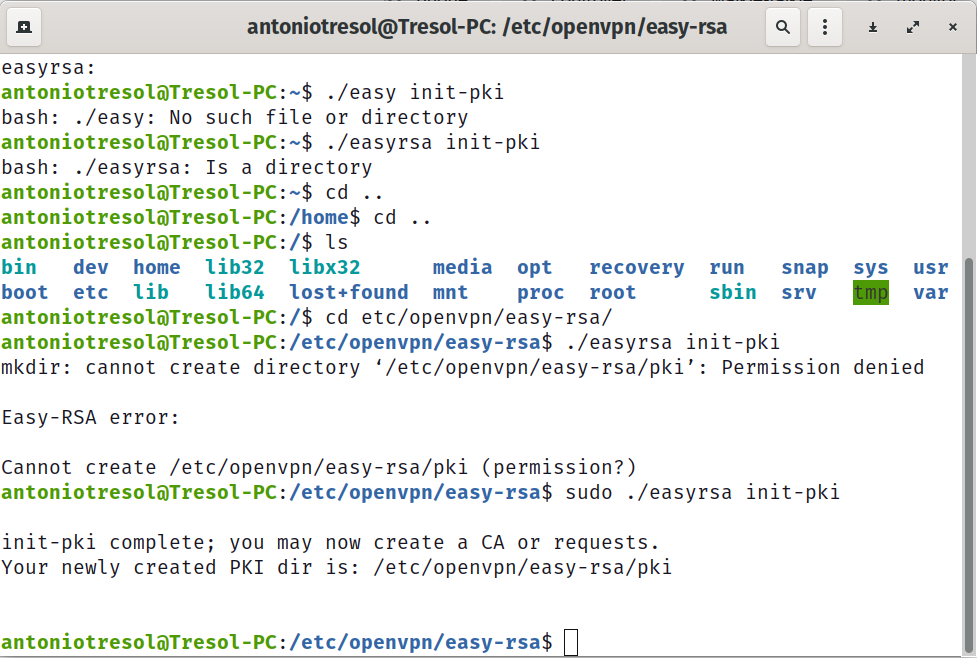 antoniotresol@Tresol-PC: /etc/openvpn/easy-rsa
easyrsa:
antoniotresol@Tresol-PC:~$ ./easy init-pki
bash: ./easy: No such file or directory
antoniotresol@Tresol-PC:~$ ./easyrsa init-pki
bash: ./easyrsa: Is a directory
antoniotresol@Tresol-PC:~$ cd ..
antoniotresol@Tresol-PC:/home$ cd ..
antoniotresol@Tresol-PC:/$ ls
bin dev home lib32 libx32 media opt recovery run snap sys usr
boot etc lib lib64 lost+found mnt proc root sbin srv tmp var
antoniotresol@Tresol-PC:/$ cd etc/openvpn/easy-rsa/
antoniotresol@Tresol-PC:/etc/openvpn/easy-rsa$ ./easyrsa init-pki
mkdir: cannot create directory ‘/etc/openvpn/easy-rsa/pki’: Permission denied
Easy-RSA error:
Cannot create /etc/openvpn/easy-rsa/pki (permission?)
antoniotresol@Tresol-PC:/etc/openvpn/easy-rsa$ sudo ./easyrsa init-pki
init-pki complete; you may now create a CA or requests.
Your newly created PKI dir is: /etc/openvpn/easy-rsa/pki
antoniotresol@Tresol-PC:/etc/openvpn/easy-rsa$